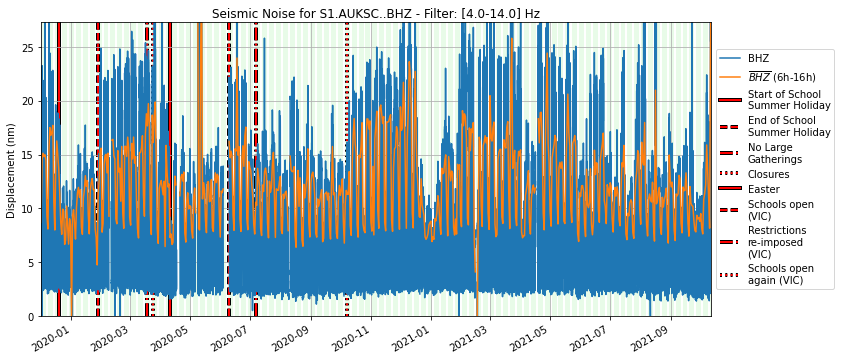 Seismic Noise for S1.AUKSC..BHZ - Filter: [4.0-14.0] Hz
Displacement (nm)
25
20
15
10
5
0
2020-01
2020-03
2020-05
2020-07
2020-09
2020-11
2021-01
2021-03
2021-05
2021-07
2021-09
BHZ
BHZ (6h-16h)
Start of School
Summer Holiday
End of School
Summer Holiday
No Large
Gatherings
Closures
Easter
Schools open
(VIC)
Restrictions
re-imposed
(VIC)
Schools open
again (VIC)